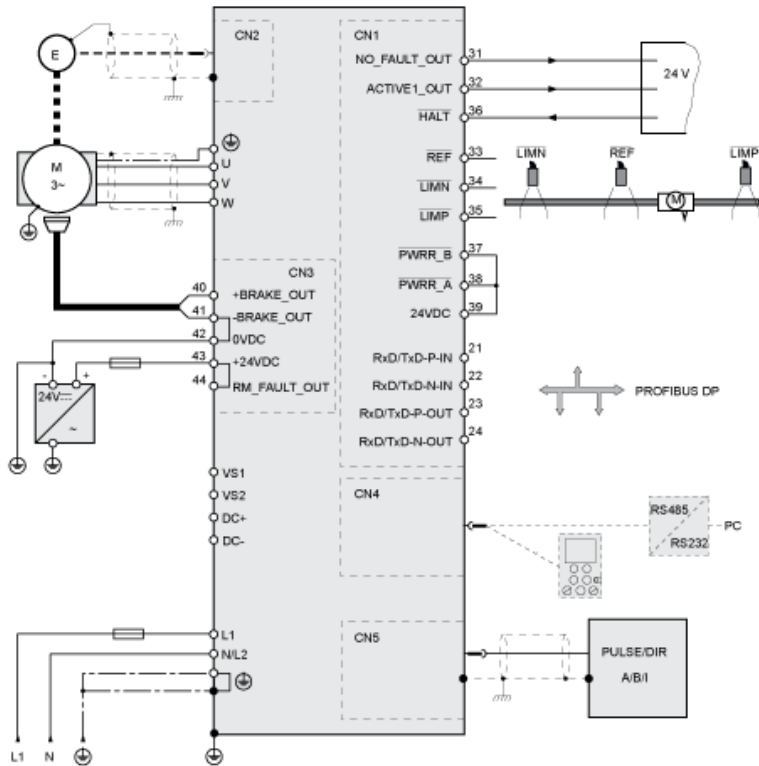 E
M
3~
CN2
U
V
W
CN3
40 +BRAKE_OUT
41 -BRAKE_OUT
42 0VDC
43 +24VDC
44 RM_FAULT_OUT
- +
24V
~
VS1
VS2
DC+
DC-
L1
N/L2
L1 N
CN1
NO_FAULT_OUT 31
ACTIVE1_OUT 32
HALT 36
24 V
REF 33
LIMN 34
LIMP 35
LIMN REF LIMP
M
PWRR_B 37
PWRR_A 38
24VDC 39
RxD/TxD-P-IN 21
RxD/TxD-N-IN 22
RxD/TxD-P-OUT 23
RxD/TxD-N-OUT 24
PROFIBUS DP
CN4
RS485
RS232
PC
CN5
PULSE/DIR
A/B/I